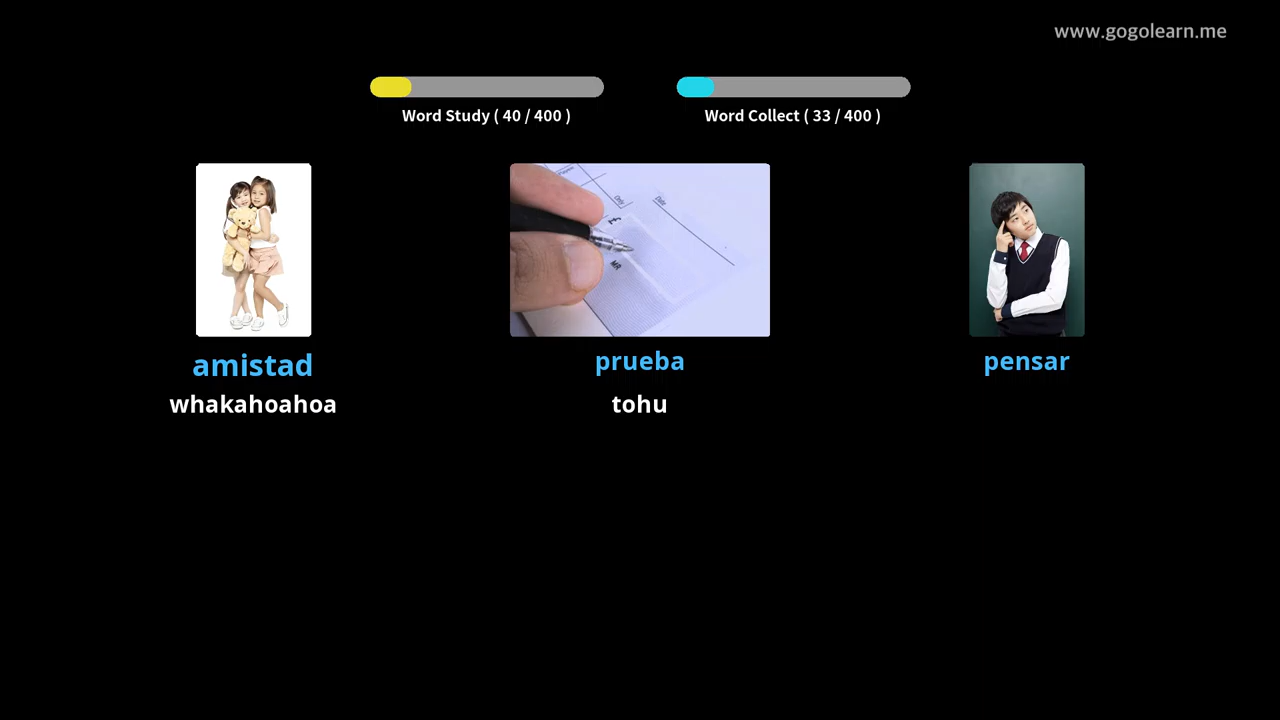 www.gogolearn.me
Word Study ( 40 / 400 )
Word Collect ( 33 / 400 )
amistad
whakahoahoa
prueba
tohu
pensar